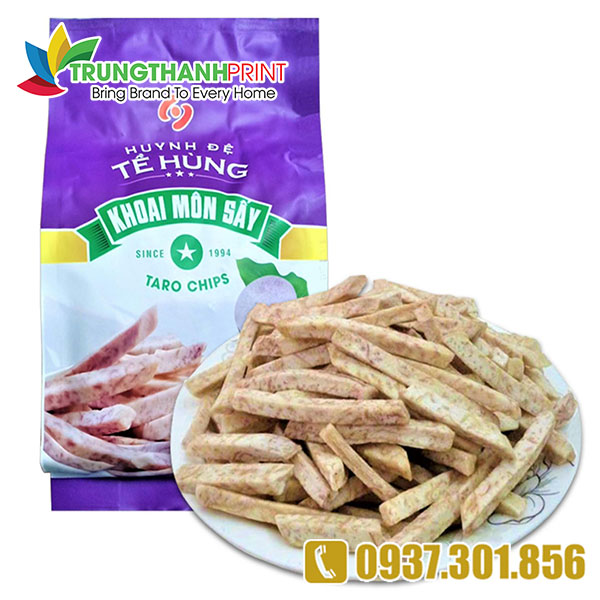 TRUNGTHANHPRINT
Bring Brand To Every Home
HUYNH ĐỆ
TỀ HÙNG
KHOAI MÔN SẤY
SINCE 1994
TARO CHIPS
0937.301.856